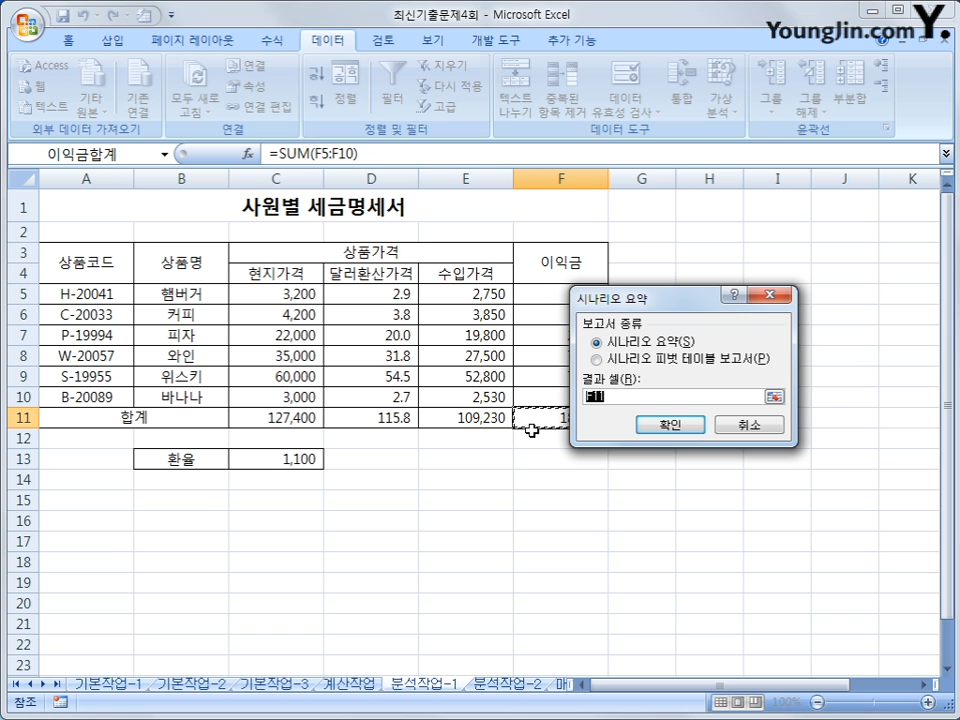 최신기출문제4회 - Microsoft Excel
YoungJin.com Y.
홈 삽입 페이지 레이아웃 수식 데이터 검토 보기 개발 도구 추가 기능
Access
웹
텍스트
기타
원본
기존
연결
외부 데이터 가져오기
모두 새로
고침
연결
속성
연결 편집
연결
정렬
필터
지우기
다시 적용
고급
정렬 및 필터
텍스트
나누기
중복된
항목 제거
데이터
유효성 검사
통합
가상
분석
데이터 도구
그룹
그룹
해제
부분합
윤곽선
이익금합계 fx =SUM(F5:F10)
A B C D E F G H I J K
1 사원별 세금명세서
2
3 상품코드 상품명 상품가격 이익금
4 현지가격 달러환산가격 수입가격
5 H-20041 햄버거 3,200 2.9 2,750
6 C-20033 커피 4,200 3.8 3,850
7 P-19994 피자 22,000 20.0 19,800
8 W-20057 와인 35,000 31.8 27,500
9 S-19955 위스키 60,000 54.5 52,800
10 B-20089 바나나 3,000 2.7 2,530
11 합계 127,400 115.8 109,230
12
13 환율 1,100
14
15
16
17
18
19
20
21
22
23
시나리오 요약
보고서 종류
시나리오 요약(S)
시나리오 피벗 테이블 보고서(P)
결과 셀(R):
F11
확인 취소
기본작업-1 기본작업-2 기본작업-3 계산작업 분석작업-1 분석작업-2
참조 100%